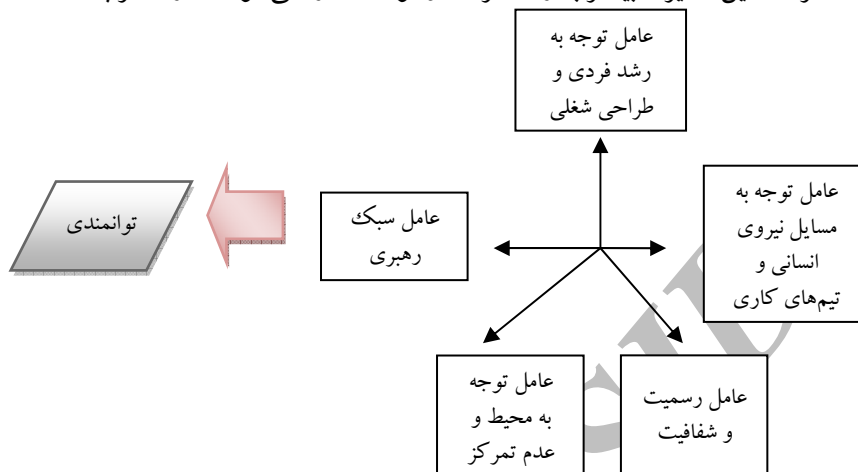 عامل توجه به
رشد فردی و
طراحی شغلی
عامل توجه به
مسایل نیروی
انسانی و
تیم‌های کاری
عامل سبک
رهبری
توانمندی
عامل رسمیت
و شفافیت
عامل توجه
به محیط و
عدم تمرکز